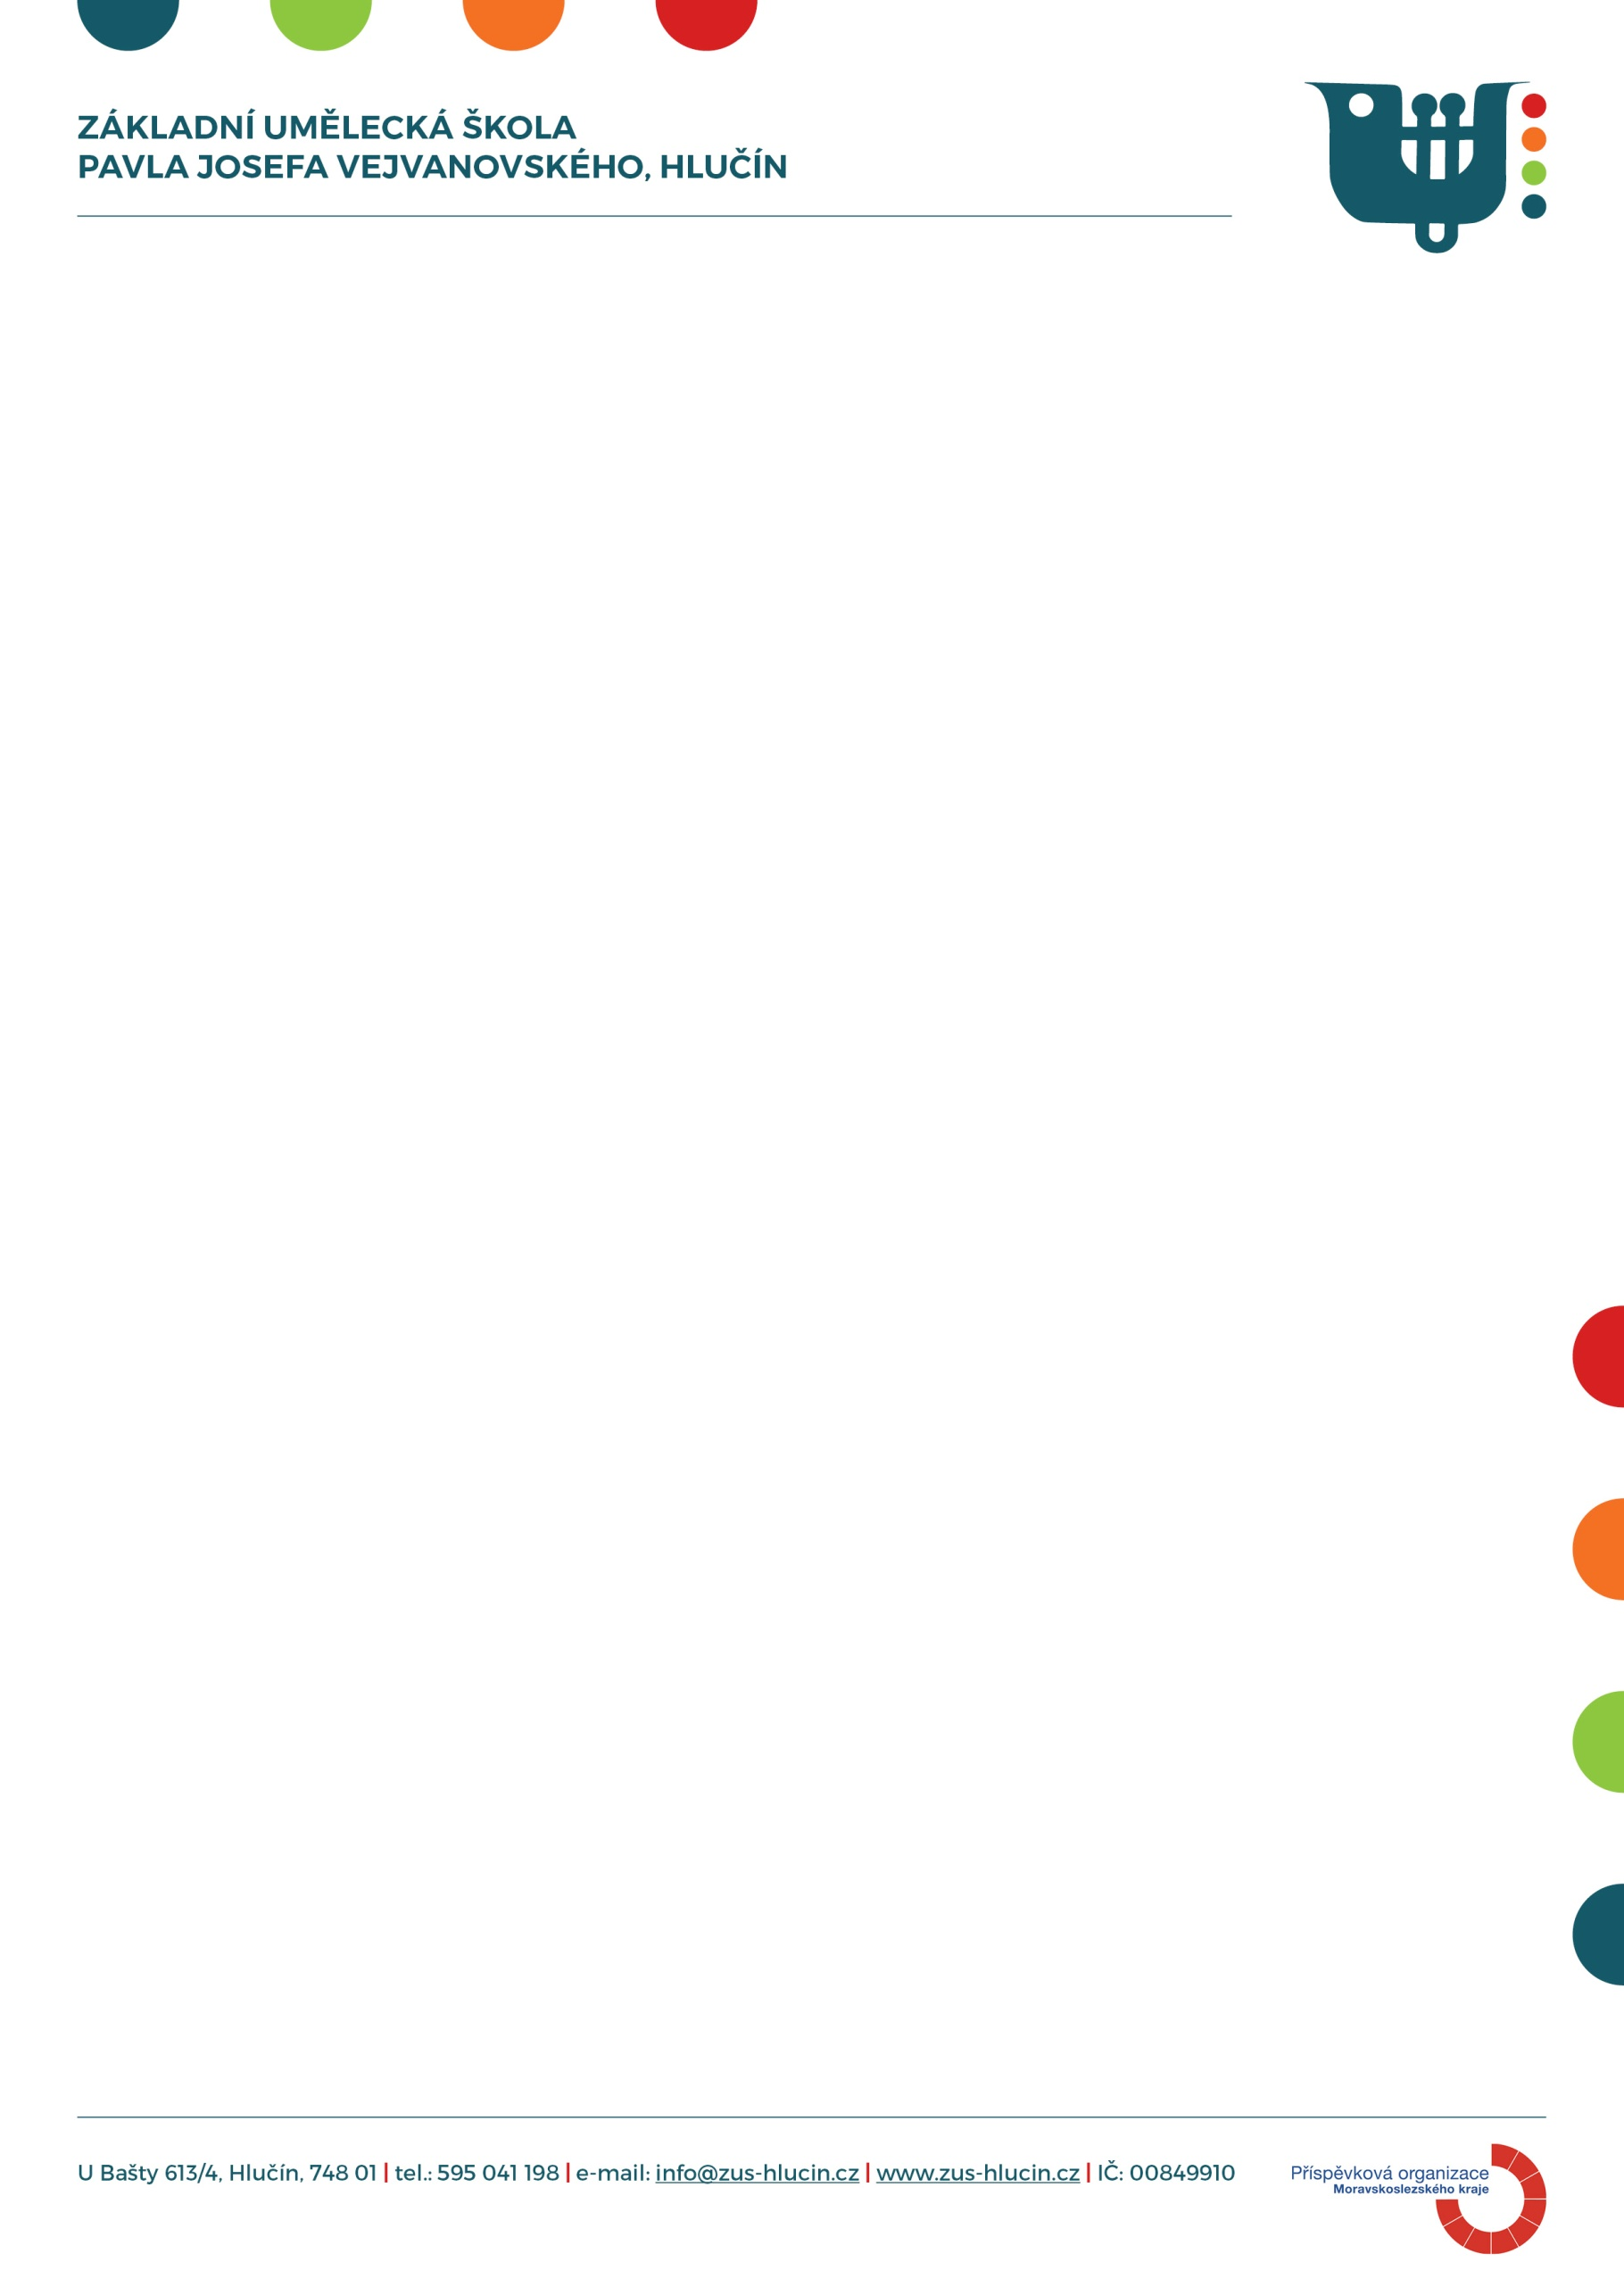 ZÁKLADNÍ UMĚLECKÁ ŠKOLA
PAVLA JOSEFA VEJVANOVSKÉHO, HLUČÍN
U Bašty 613/4, Hlučín, 748 01 | tel.: 595 041 198 | e-mail: info@zus-hlucin.cz | www.zus-hlucin.cz | IČ: 00849910
Příspěvková organizace
Moravskoslezského kraje